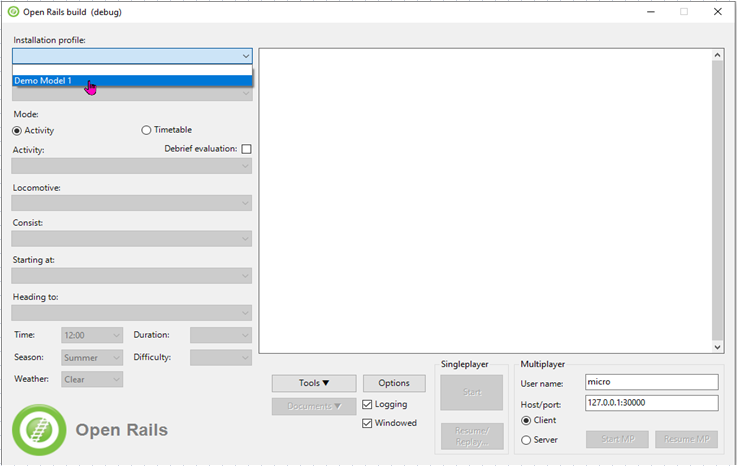 Open Rails build  (debug)
Installation profile:
Demo Model 1
Mode:
Activity
Timetable
Activity:
Debrief evaluation:
Locomotive:
Consist:
Starting at:
Heading to:
Time:
12:00
Duration:
Season:
Summer
Difficulty:
Weather:
Clear
Open Rails
Tools ▼
Options
Documents ▼
Logging
Windowed
Singleplayer
Start
Resume/
Replay...
Multiplayer
User name:
micro
Host/port:
127.0.0.1:30000
Client
Server
Start MP
Resume MP